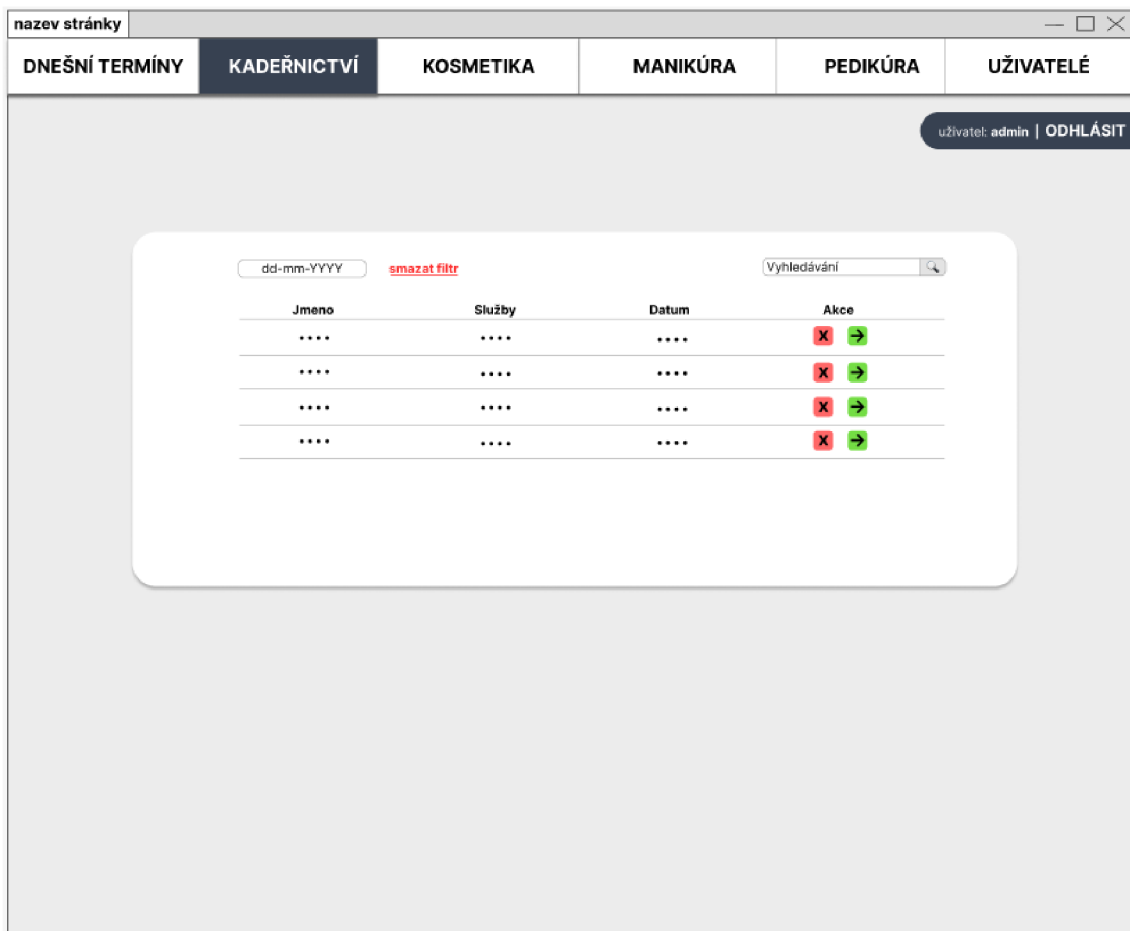 nazev stránky
DNEŠNÍ TERMÍNY KADEŘNICTVÍ KOSMETIKA MANIKÚRA PEDIKÚRA UŽIVATELÉ
uživatel: admin | ODHLÁSIT
dd-mm-YYYY smazat filtr Vyhledávání
Jmeno Služby Datum Akce
•••• •••• •••• X →
•••• •••• •••• X →
•••• •••• •••• X →
•••• •••• •••• X →